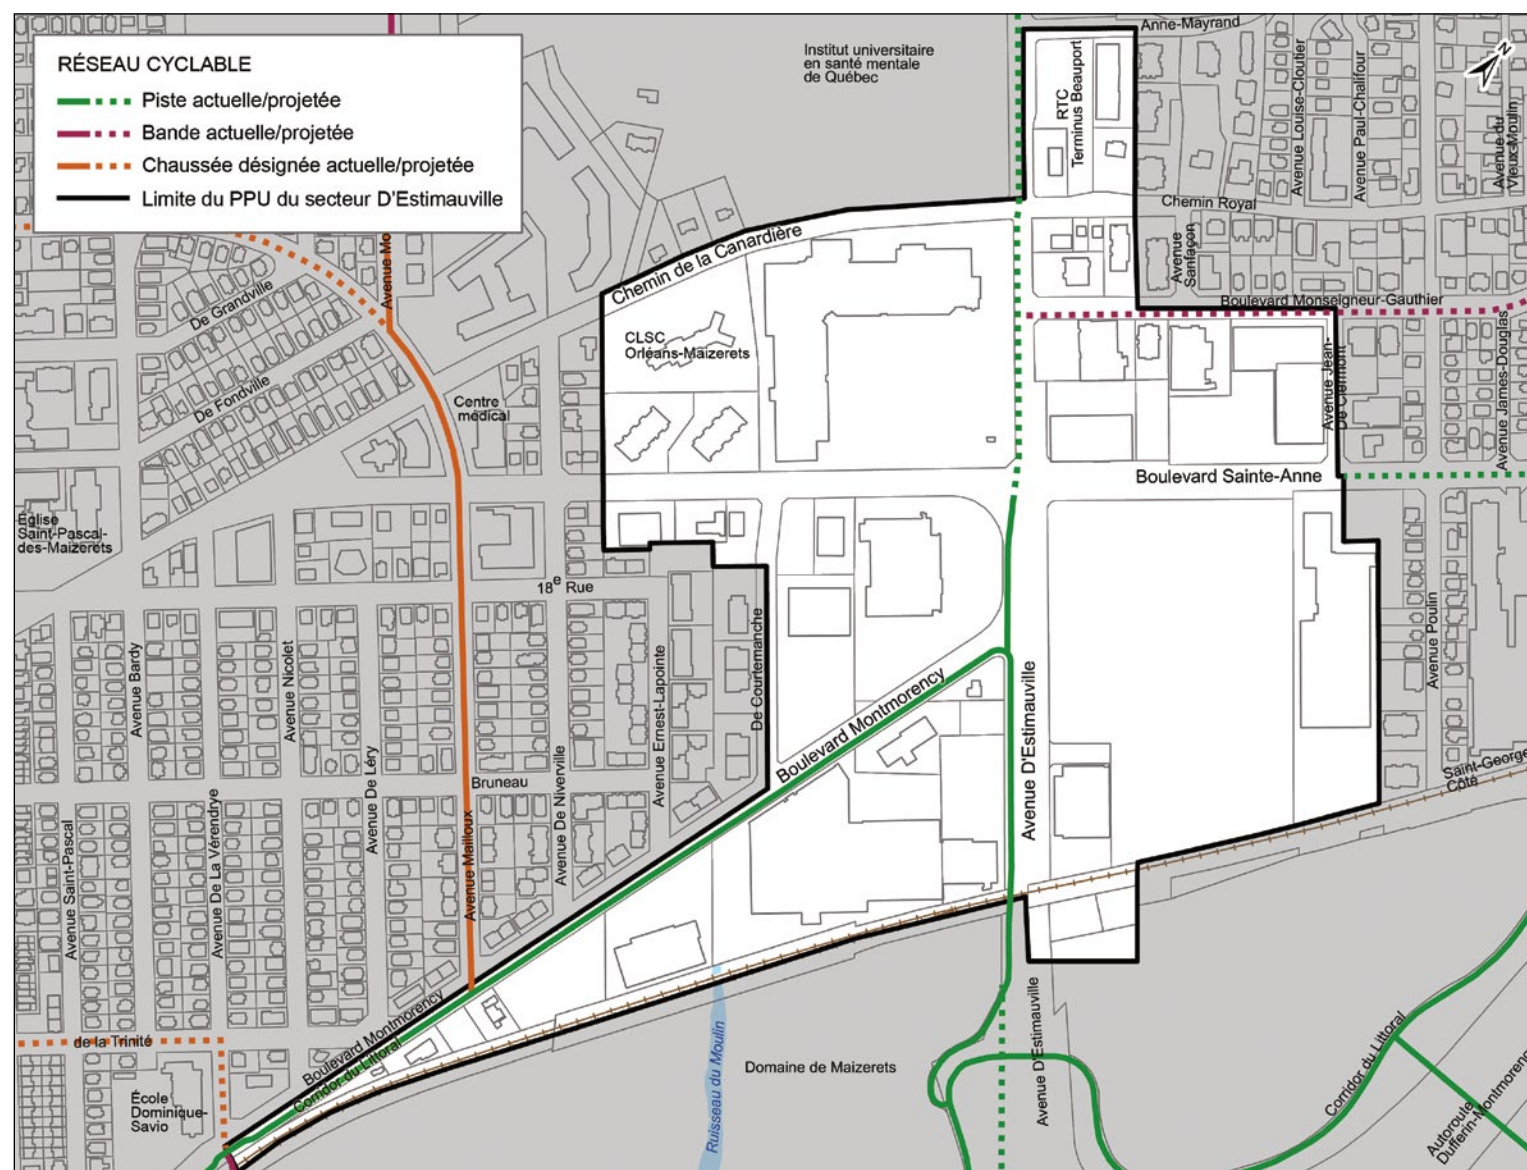 RÉSEAU CYCLABLE
Piste actuelle/projetée
Bande actuelle/projetée
Chaussée désignée actuelle/projetée
Limite du PPU du secteur D'Estimauville
Institut universitaire
en santé mentale
de Québec
Anne-Mayrand
N
RTC
Terminus Beauport
Avenue Louise-Cloutier
Avenue Paul-Chalifour
Avenue du
Vieux-Moulin
Chemin Royal
Avenue
Sanfaçon
Boulevard Monseigneur-Gauthier
Chemin de la Canardière
Avenue Mo
De Grandville
De Fondville
CLSC
Orléans-Maizerets
Centre
médical
Avenue Jean-
De Clermont
Avenue James-Douglas
Boulevard Sainte-Anne
Église
Saint-Pascal-
des-Maizerets
18e Rue
De Courtemanche
Avenue Poulin
Avenue Bardy
Avenue Nicolet
Avenue Ernest-Lapointe
Boulevard Montmorency
Avenue D'Estimauville
Avenue De Léry
Bruneau
Avenue De Niverville
Saint-George
Côté
Avenue Saint-Pascal
Avenue De La Vérendrye
Avenue Mailloux
de la Trinité
Boulevard Montmorency
Corridor du Littoral
École
Dominique-
Savio
Ruisseau du Moulin
Domaine de Maizerets
Avenue D'Estimauville
Corridor du Littoral
Autoroute
Dufferin-Montmorenc